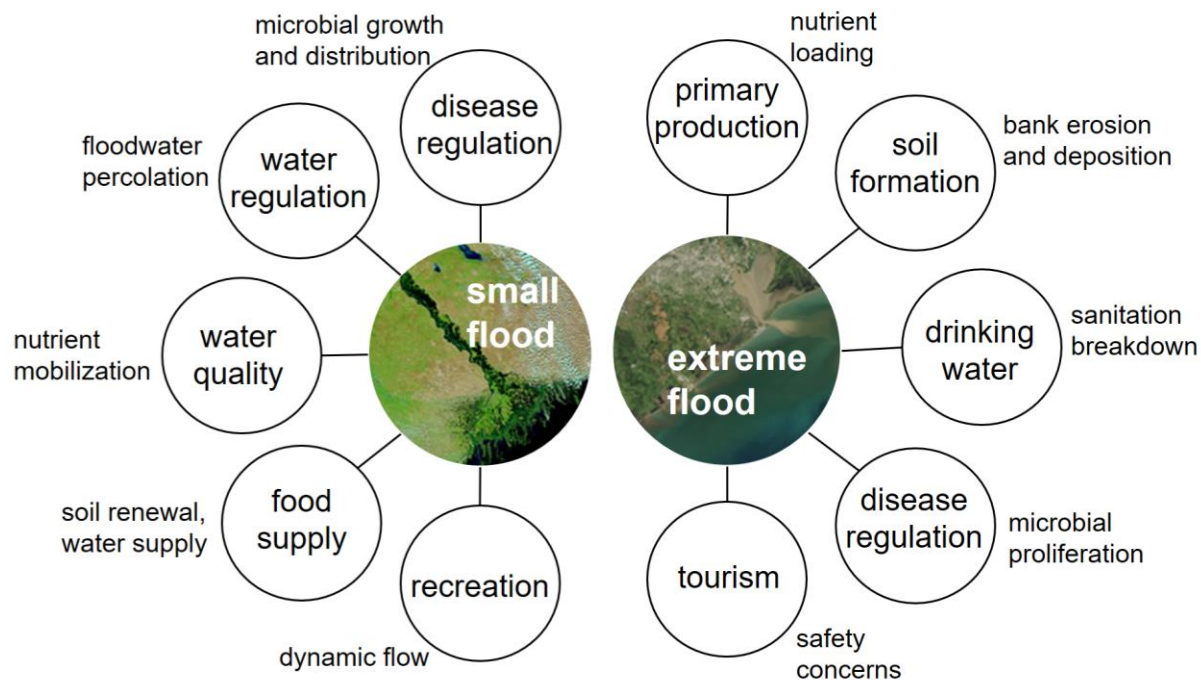 microbial growth
and distribution
disease
regulation
floodwater
percolation
water
regulation
nutrient
mobilization
water
quality
soil renewal,
water supply
food
supply
dynamic flow
recreation
small
flood
nutrient
loading
primary
production
bank erosion
and deposition
soil
formation
sanitation
breakdown
drinking
water
microbial
proliferation
disease
regulation
safety
concerns
tourism
extreme
flood